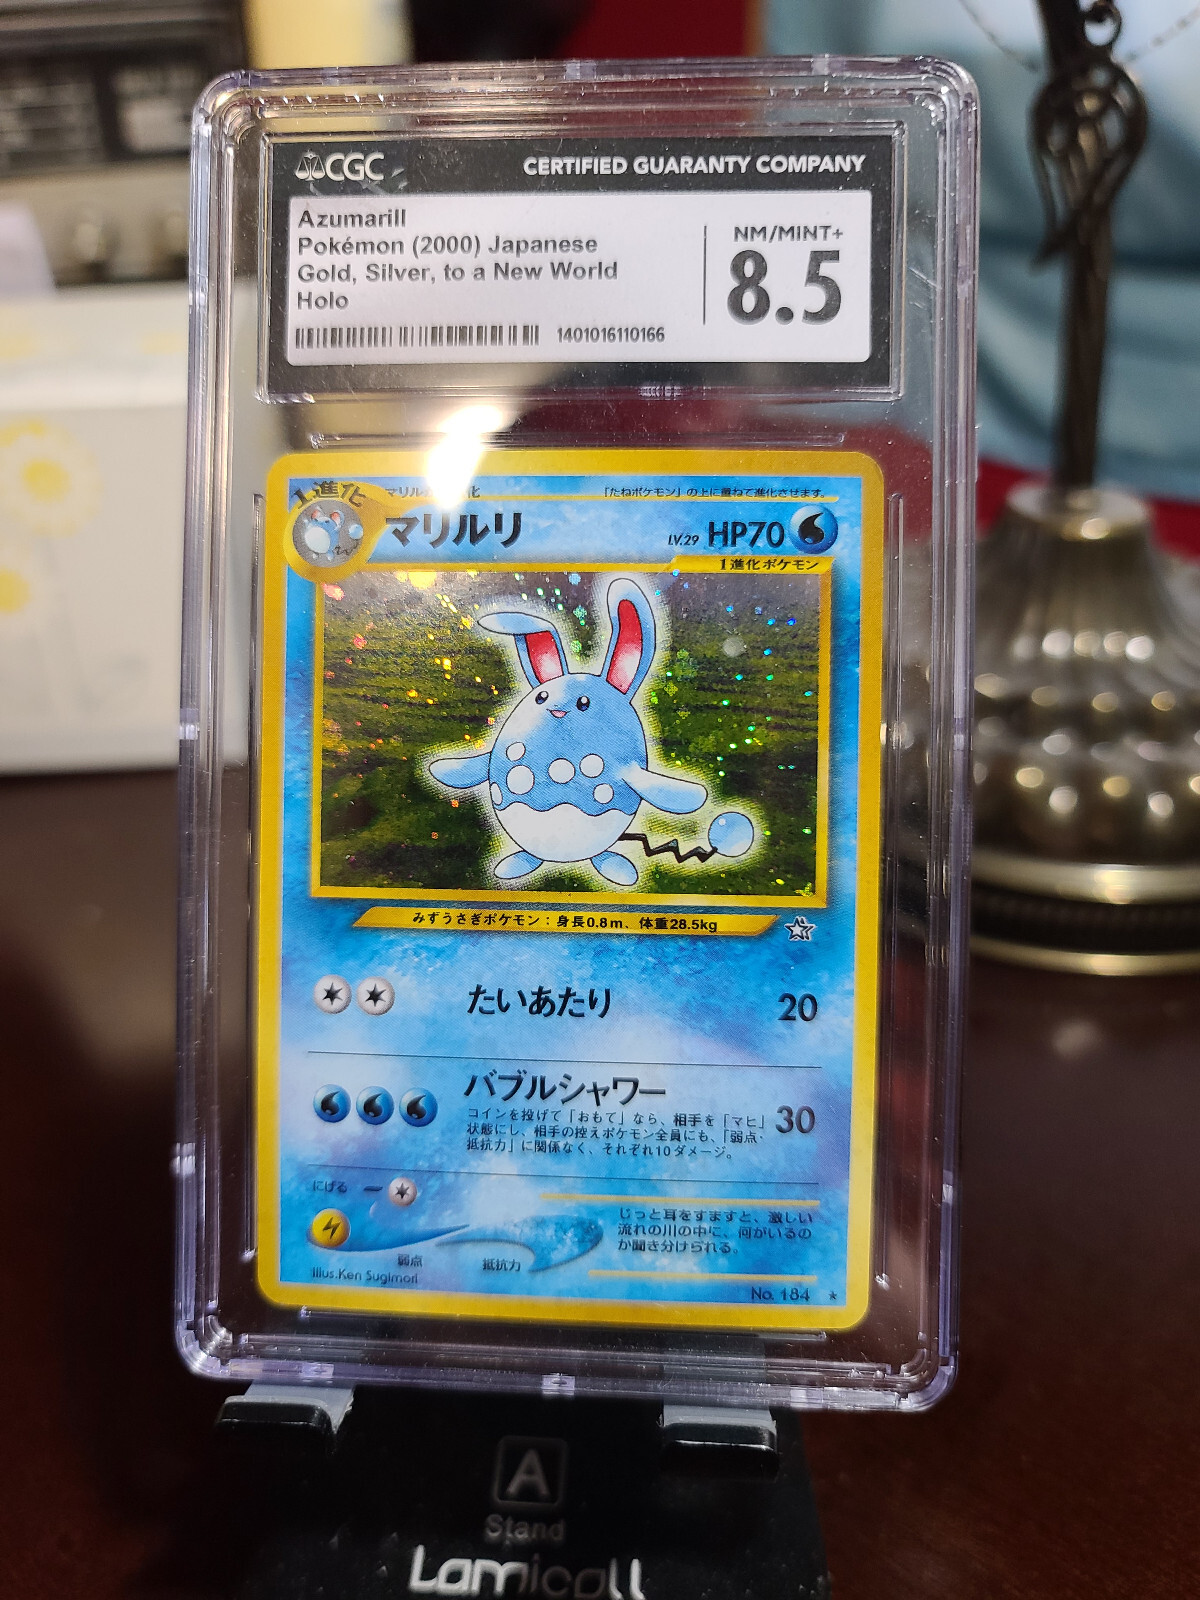 CGC
CERTIFIED GUARANTY COMPANY
Azumarill
Pokémon (2000) Japanese
Gold, Silver, to a New World
Holo
1401016110166
NM/MINT+
8.5
1進化
マリル
化
「たねポケモン」の上に重ねて進化させます。
マリルリ
LV.29 HP70
1進化ポケモン
みずうさぎポケモン：身長0.8m、体重28.5kg
たいあたり 20
バブルシャワー
コインを投げて「おもて」なら、相手を「マヒ」
状態にし、相手の控えポケモン全員にも、「弱点・
抵抗力」に関係なく、それぞれ10ダメージ。
30
にげる
弱点
抵抗力
じっと耳をすますと、激しい
流れの川の中に、何がいるの
か聞き分けられる。
Illus.Ken Sugimori
No. 184 ★
A
Stand
Lamicall